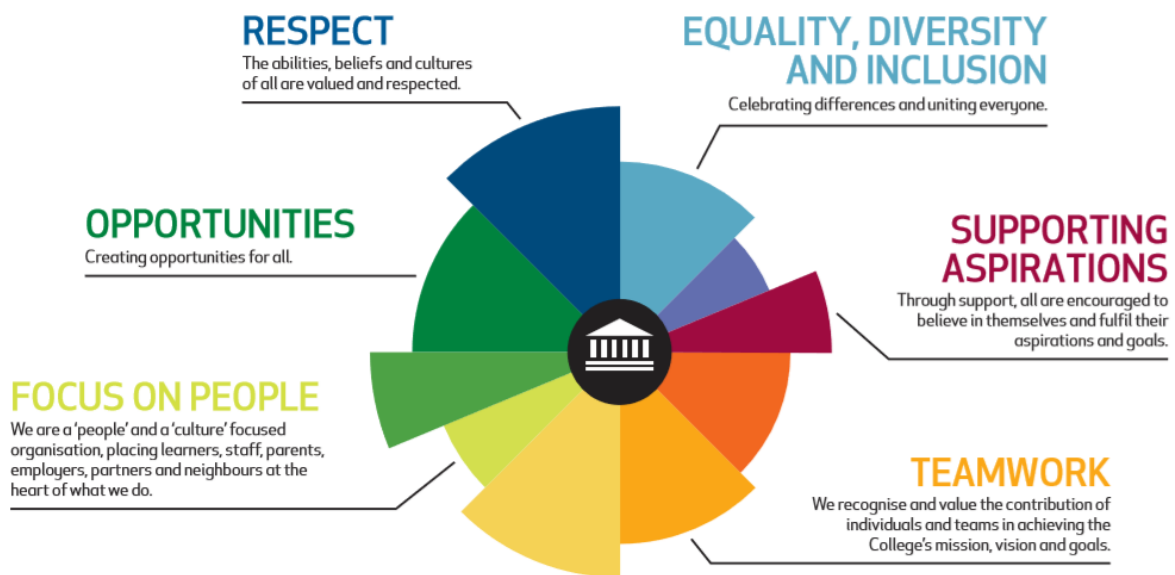 RESPECT
The abilities, beliefs and cultures
of all are valued and respected.
EQUALITY, DIVERSITY
AND INCLUSION
Celebrating differences and uniting everyone.
OPPORTUNITIES
Creating opportunities for all.
SUPPORTING
ASPIRATIONS
Through support, all are encouraged to
believe in themselves and fulfil their
aspirations and goals.
FOCUS ON PEOPLE
We are a ‘people’ and a ‘culture’ focused
organisation, placing learners, staff, parents,
employers, partners and neighbours at the
heart of what we do.
TEAMWORK
We recognise and value the contribution of
individuals and teams in achieving the
College’s mission, vision and goals.